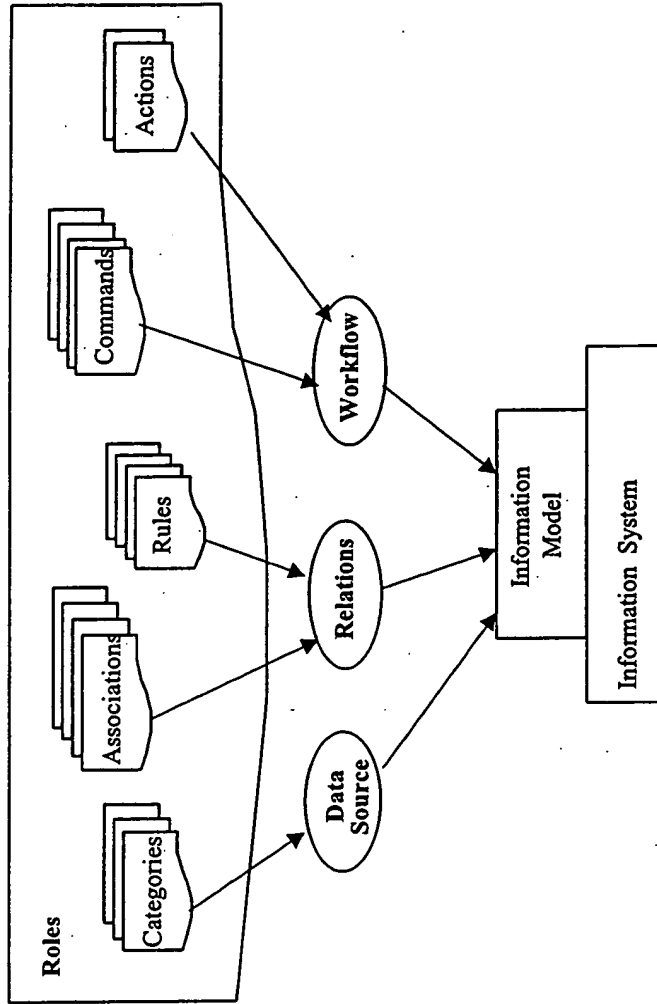 Roles
Categories
Associations
Rules
Commands
Actions
Data
Source
Relations
Workflow
Information
Model
Information System